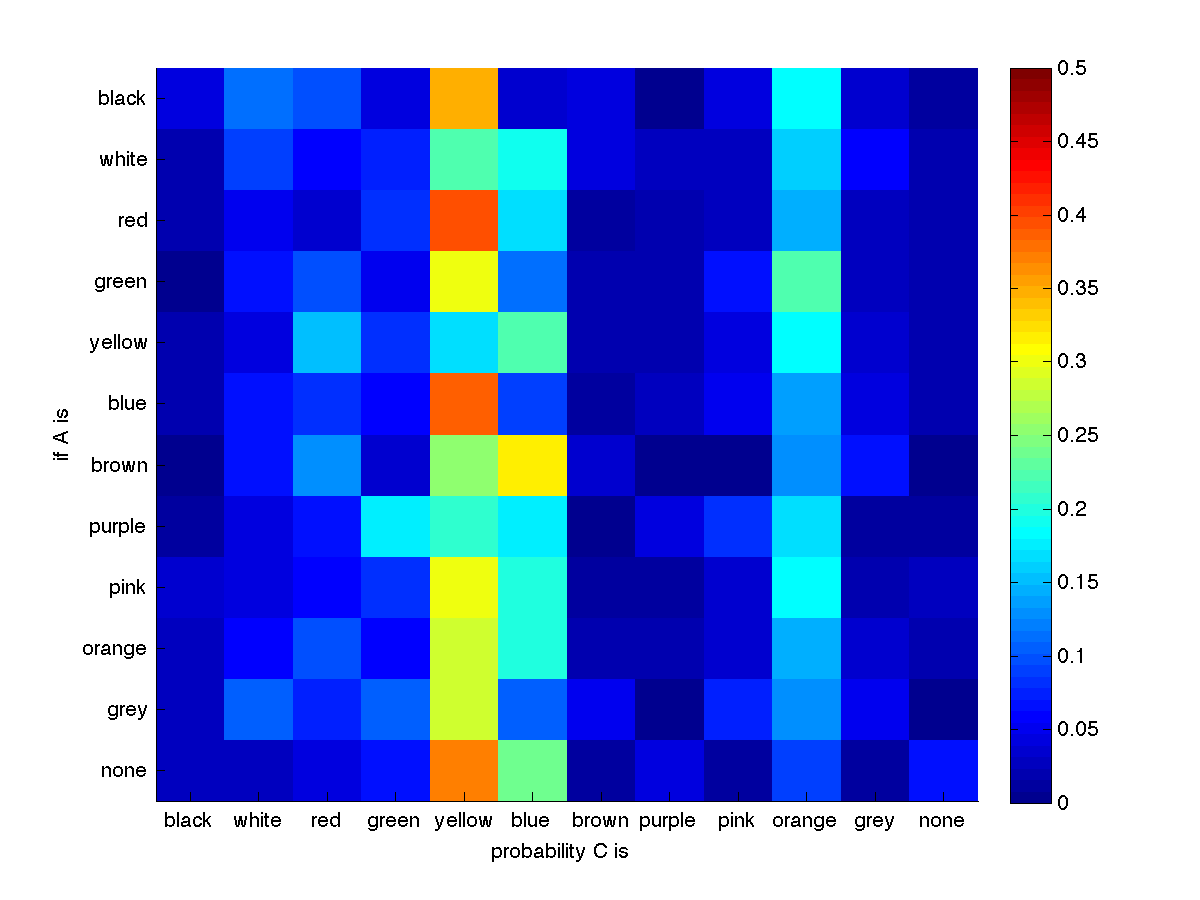 black
white
red
green
yellow
blue
brown
purple
pink
orange
grey
none
if A is
black white red green yellow blue brown purple pink orange grey none
probability C is
0.5
0.45
0.4
0.35
0.3
0.25
0.2
0.15
0.1
0.05
0